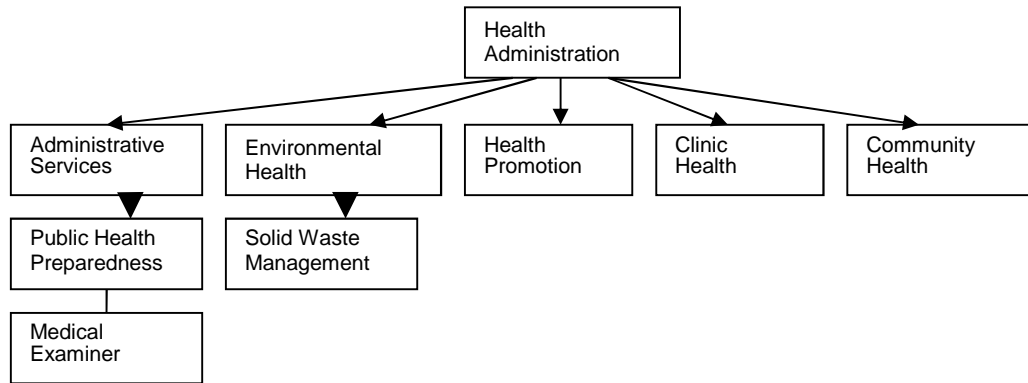 Health
Administration
Administrative
Services
Environmental
Health
Health
Promotion
Clinic
Health
Community
Health
Public Health
Preparedness
Solid Waste
Management
Medical
Examiner